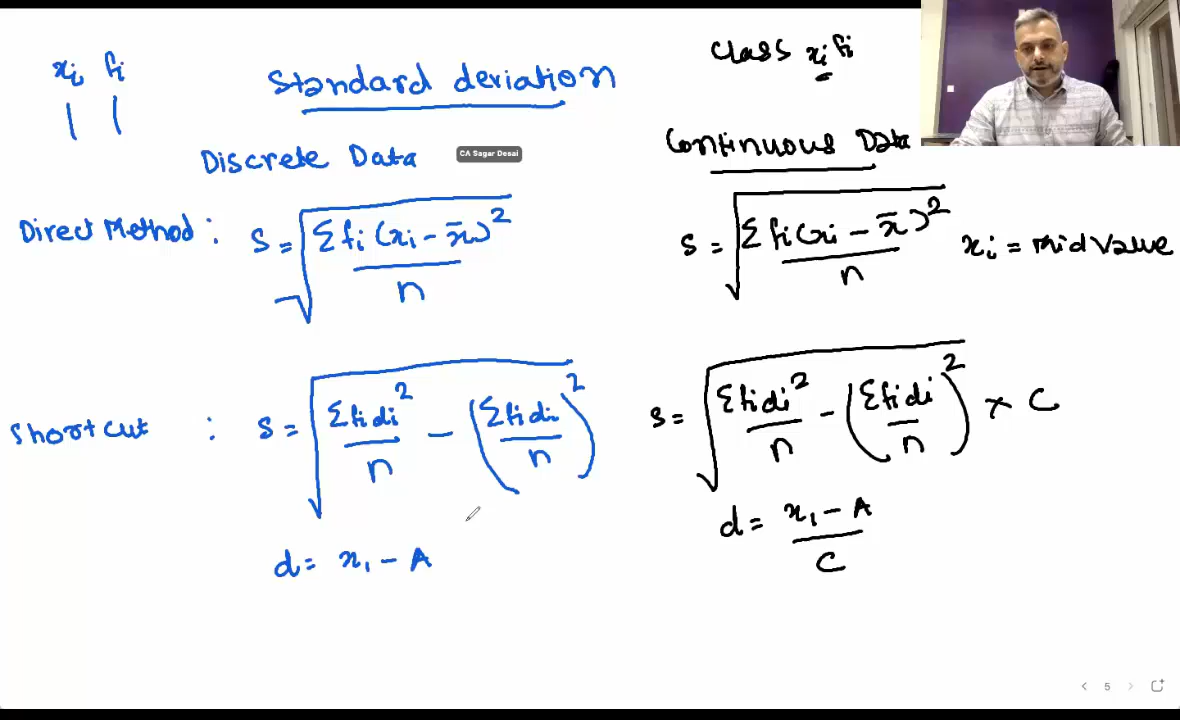 xi fi
Standard deviation
Class xi fi
Discrete Data
CA Sagar Desai
Continuous Data
Direct Method : S = √(Σfi (xi − x̄)² / n)
S = √(Σfi(xi − x̄)² / n) xi = mid value
Short cut : S = √(Σfidi² / n − (Σfidi / n)²)
S = √(Σfidi² / n − (Σfidi / n)²) × C
d = x₁ − A
d = x₁ − A / C
5